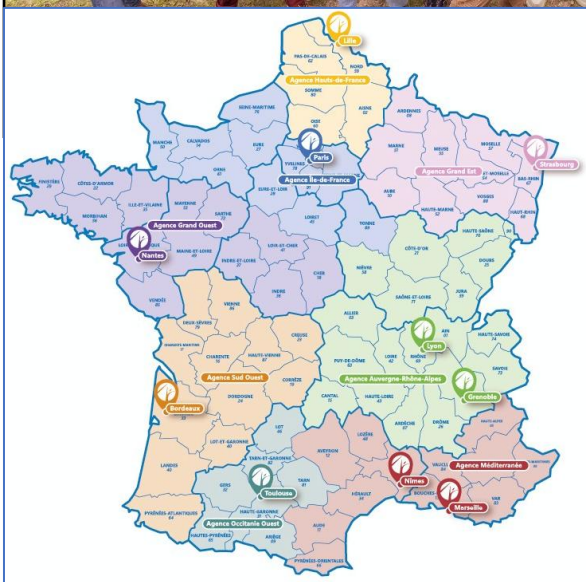 Lille
PAS-DE-CALAIS
62
NORD
59
Agence Hauts-de-France
SOMME
80
AISNE
02
OISE
60
SEINE-MARITIME
76
ARDENNES
08
MANCHE
50
CALVADOS
14
EURE
27
Paris
YVELINES
78
Agence Île-de-France
91
ORNE
61
EURE-ET-LOIR
28
MARNE
51
MEUSE
55
MOSELLE
57
Strasbourg
Agence Grand Est
BAS-RHIN
67
AUBE
10
VOSGES
88
HAUTE-MARNE
52
HAUT-RHIN
68
FINISTÈRE
29
CÔTES-D'ARMOR
22
ILLE-ET-VILAINE
35
MAYENNE
53
SARTHE
72
MORBIHAN
56
Agence Grand Ouest
Nantes
MAINE-ET-LOIRE
49
VENDÉE
85
LOIRET
45
LOIR-ET-CHER
41
INDRE-ET-LOIRE
37
CHER
18
INDRE
36
YONNE
89
CÔTE-D'OR
21
HAUTE-SAÔNE
70
90
DOUBS
25
NIÈVRE
58
SAÔNE-ET-LOIRE
71
JURA
39
VIENNE
86
DEUX-SÈVRES
79
CREUSE
23
CHARENTE
16
HAUTE-VIENNE
87
CORRÈZE
19
Agence Sud Ouest
DORDOGNE
24
Bordeaux
33
LOT-ET-GARONNE
LANDES
40
PYRÉNÉES-ATLANTIQUES
64
ALLIER
03
AIN
01
Lyon
HAUTE-SAVOIE
74
PUY-DE-DÔME
63
LOIRE
42
RHÔNE
69
SAVOIE
73
Agence Auvergne-Rhône-Alpes
Grenoble
CANTAL
15
HAUTE-LOIRE
43
ARDÈCHE
07
DRÔME
26
LOT
46
TARN-ET-GARONNE
82
GERS
32
Toulouse
TARN
81
HAUTE-GARONNE
31
Agence Occitanie Ouest
HAUTES-PYRÉNÉES
65
ARIÈGE
09
AVEYRON
12
LOZÈRE
48
Nîmes
HÉRAULT
34
AUDE
11
PYRÉNÉES-ORIENTALES
66
Agence Méditerranée
84
Marseille
VAR
83